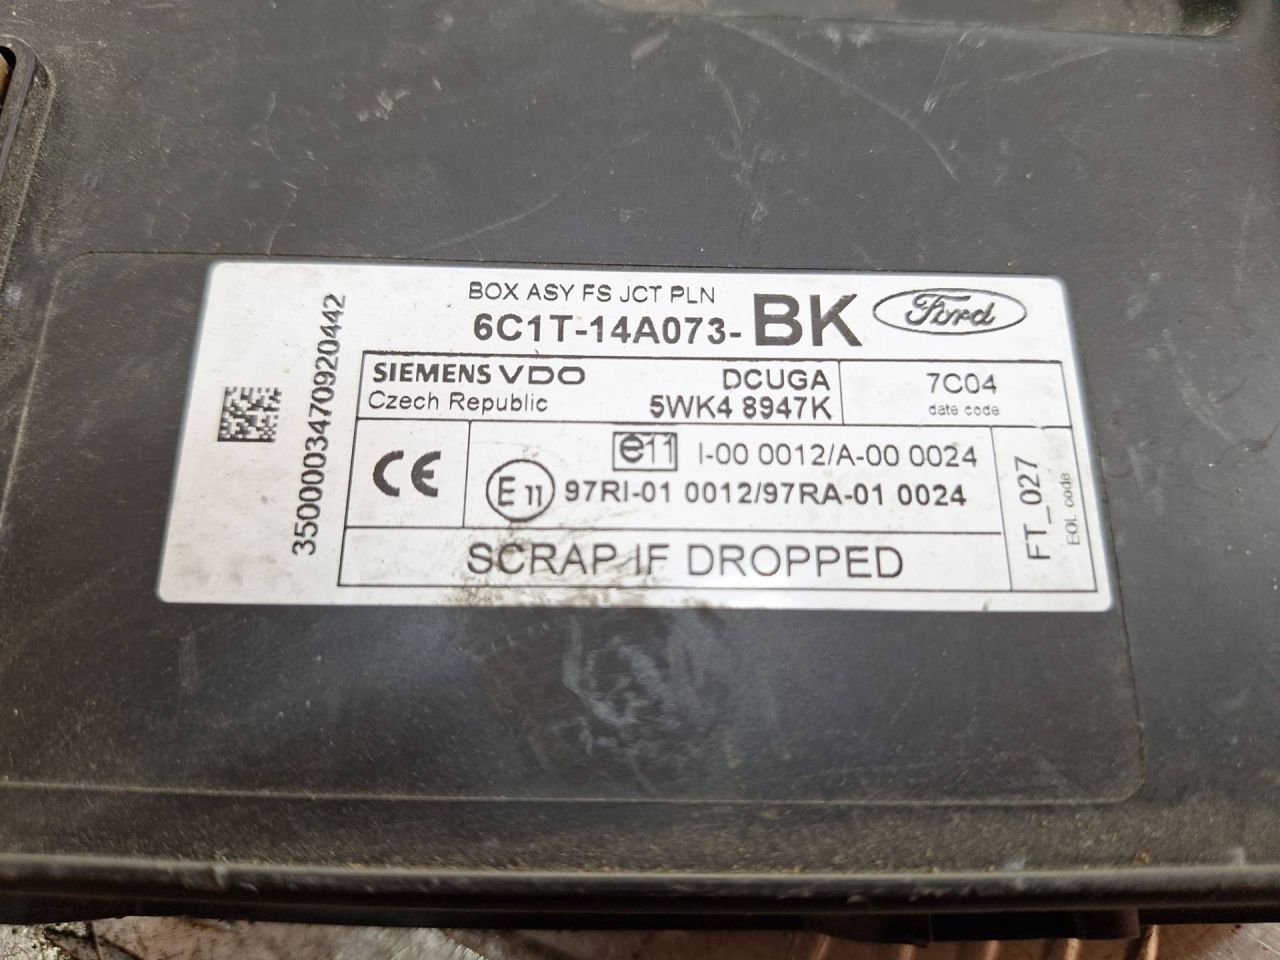 BOX ASY FS JCT PLN
6C1T-14A073-BK
Ford
3500003470920442
SIEMENS VDO
Czech Republic
DCUGA
5WK4 8947K
7C04
date code
CE
e11 I-00 0012/A-00 0024
E11 97RI-01 0012/97RA-01 0024
FT_027
EOL code
SCRAP IF DROPPED